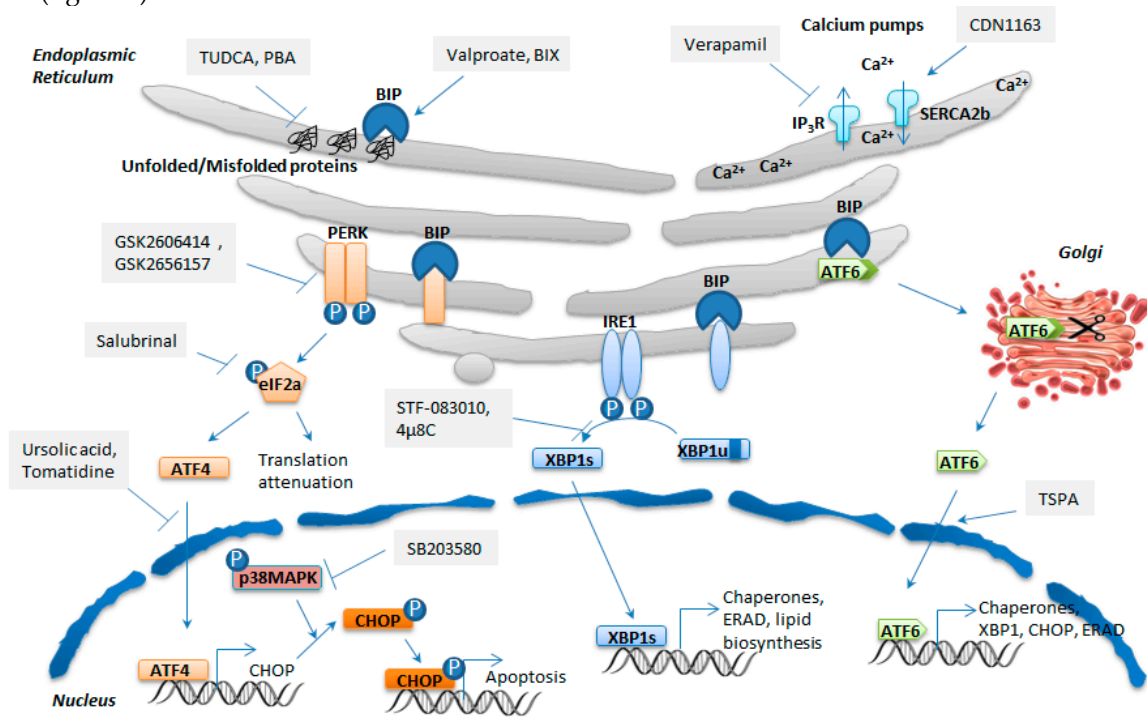 Endoplasmic
Reticulum
TUDCA, PBA
Valproate, BIX
BIP
Unfolded/Misfolded proteins
Verapamil
Calcium pumps
CDN1163
Ca2+
Ca2+
IP3R
SERCA2b
Ca2+
Ca2+
Ca2+
PERK
BIP
GSK2606414 ,
GSK2656157
P
P
BIP
ATF6
Golgi
ATF6
BIP
IRE1
P
P
Salubrinal
P
eIF2a
STF-083010,
4µ8C
XBP1s
XBP1u
Ursolic acid,
Tomatidine
ATF4
Translation
attenuation
ATF6
TSPA
P
p38MAPK
SB203580
CHOP
P
ATF4
CHOP
CHOP
P
Apoptosis
XBP1s
Chaperones,
ERAD, lipid
biosynthesis
ATF6
Chaperones,
XBP1, CHOP, ERAD
Nucleus